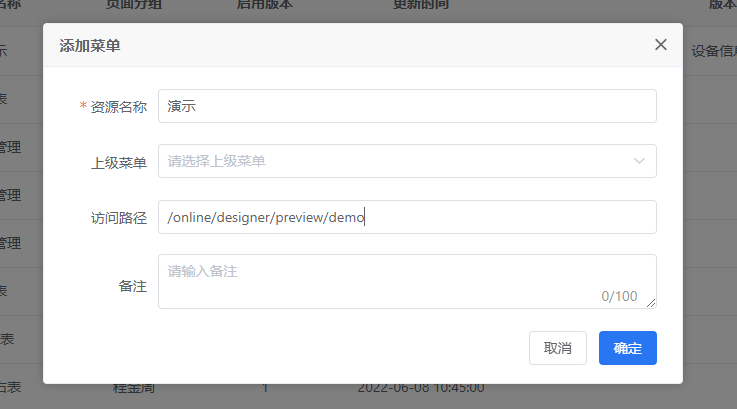 名称 页面分组 启用版本 更新时间 版本
添加菜单
示 设备信息
* 资源名称 演示
表
管理
上级菜单 请选择上级菜单
管理
访问路径 /online/designer/preview/demo
管理
备注 请输入备注
表
0/100
表
取消 确定
右表 程金周 1 2022-06-08 10:45:00